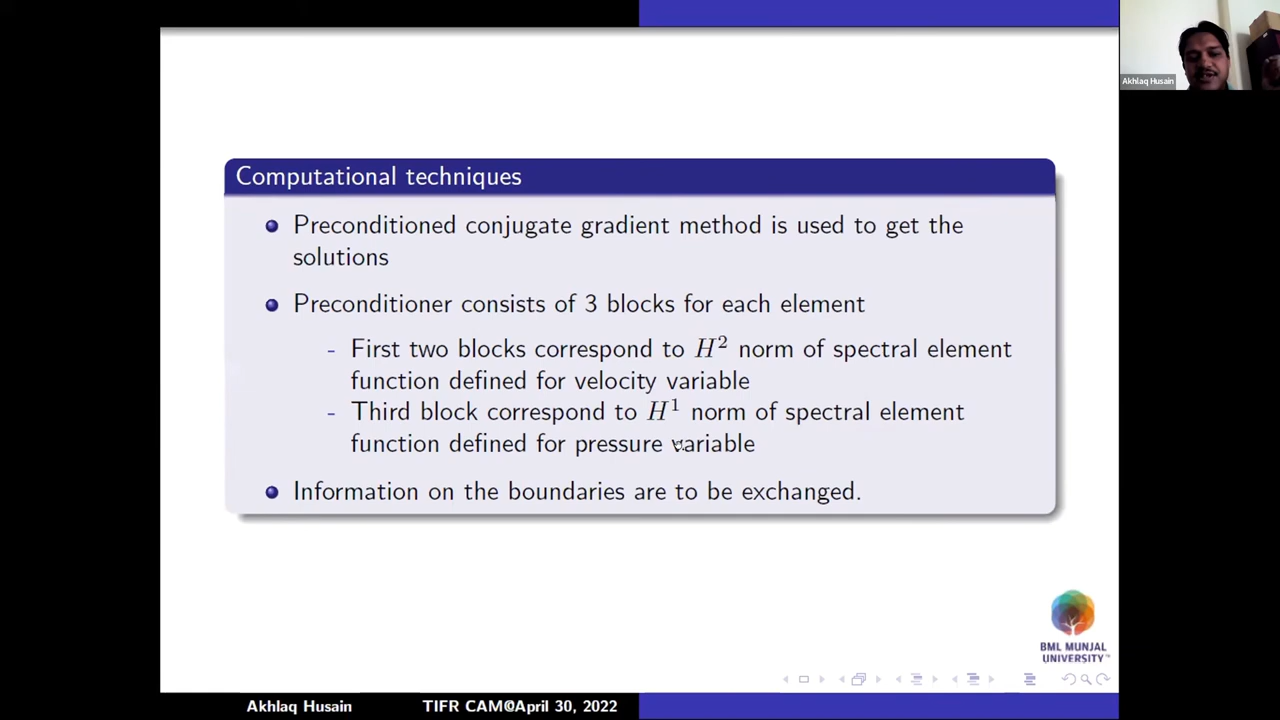 Akhlaq Husain
Computational techniques
Preconditioned conjugate gradient method is used to get the
solutions
Preconditioner consists of 3 blocks for each element
- First two blocks correspond to H² norm of spectral element
function defined for velocity variable
- Third block correspond to H¹ norm of spectral element
function defined for pressure variable
Information on the boundaries are to be exchanged.
BML MUNJAL
UNIVERSITY™
Akhlaq Husain TIFR CAM@April 30, 2022